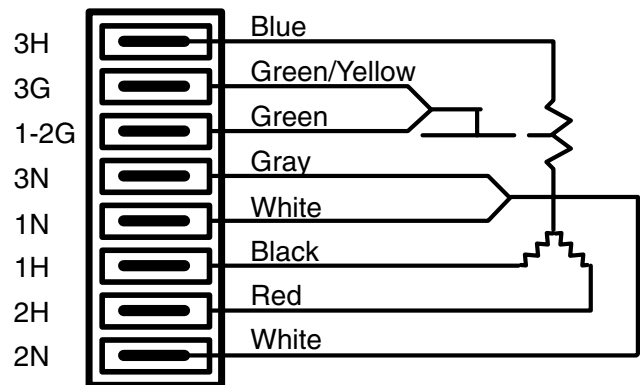 3H Blue
3G Green/Yellow
1-2G Green
3N Gray
1N White
1H Black
2H Red
2N White